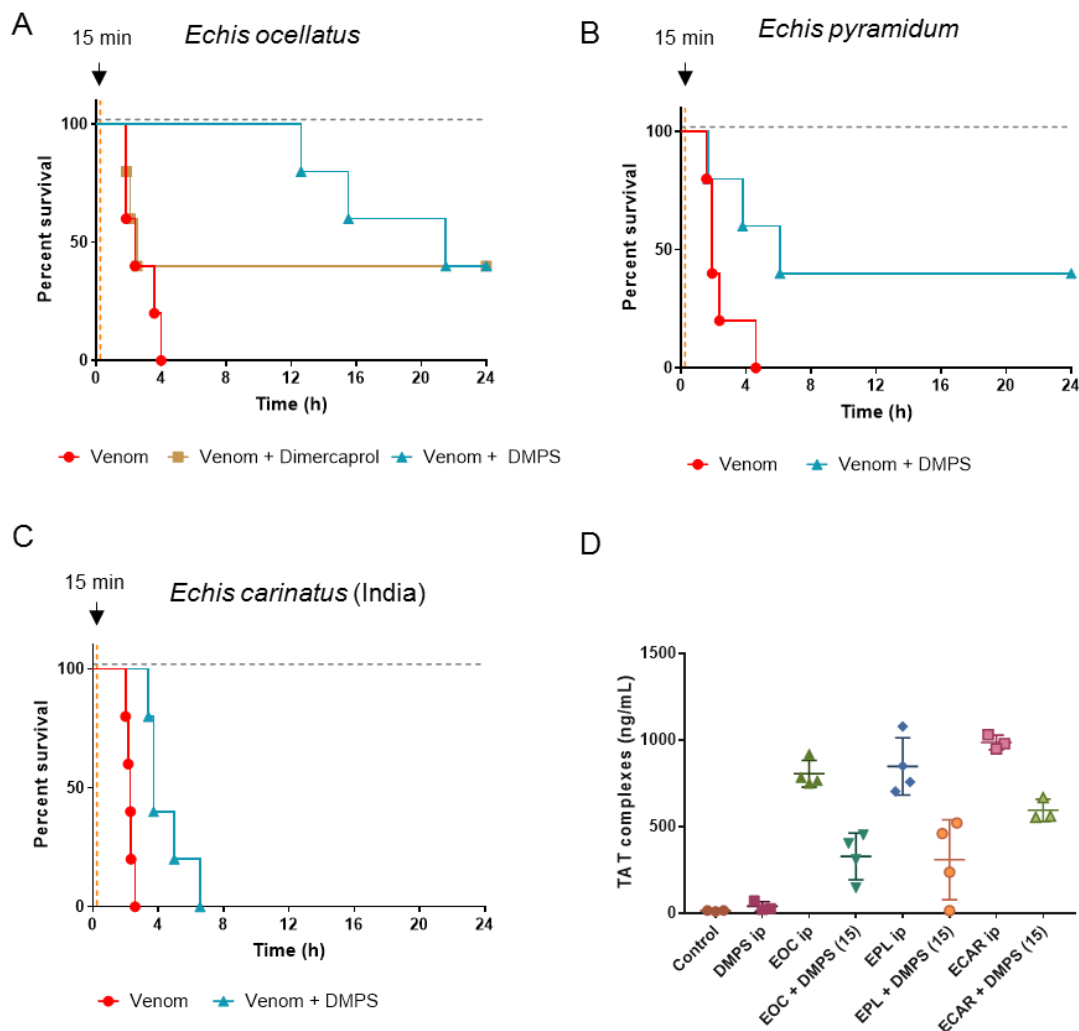 A
15 min
Echis ocellatus
100
50
0
Percent survival
0 4 8 12 16 20 24
Time (h)
Venom Venom + Dimercaprol Venom + DMPS
B
15 min
Echis pyramidum
100
50
0
Percent survival
0 4 8 12 16 20 24
Time (h)
Venom Venom + DMPS
C
15 min
Echis carinatus (India)
100
50
0
Percent survival
0 4 8 12 16 20 24
Time (h)
Venom Venom + DMPS
D
1500
1000
500
0
TAT complexes (ng/mL)
Control
DMPS ip
EOC ip
EOC + DMPS (15)
EPL ip
EPL + DMPS (15)
ECAR ip
ECAR + DMPS (15)